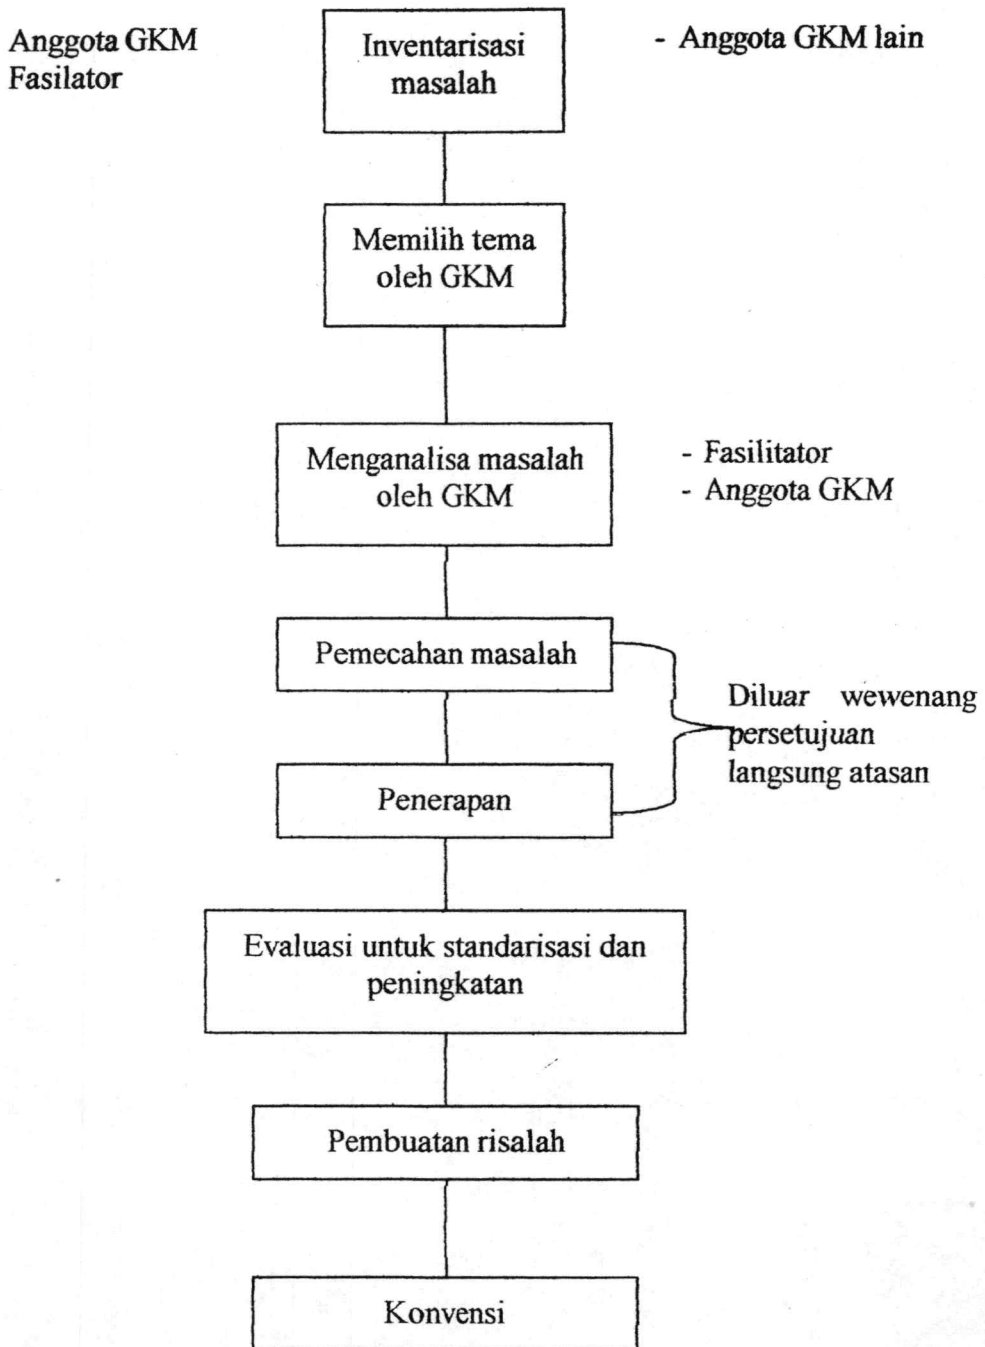 Anggota GKM
Fasilator
Inventarisasi
masalah
- Anggota GKM lain
Memilih tema
oleh GKM
Menganalisa masalah
oleh GKM
- Fasilitator
- Anggota GKM
Pemecahan masalah
Diluar wewenang
persetujuan
langsung atasan
Penerapan
Evaluasi untuk standarisasi dan
peningkatan
Pembuatan risalah
Konvensi